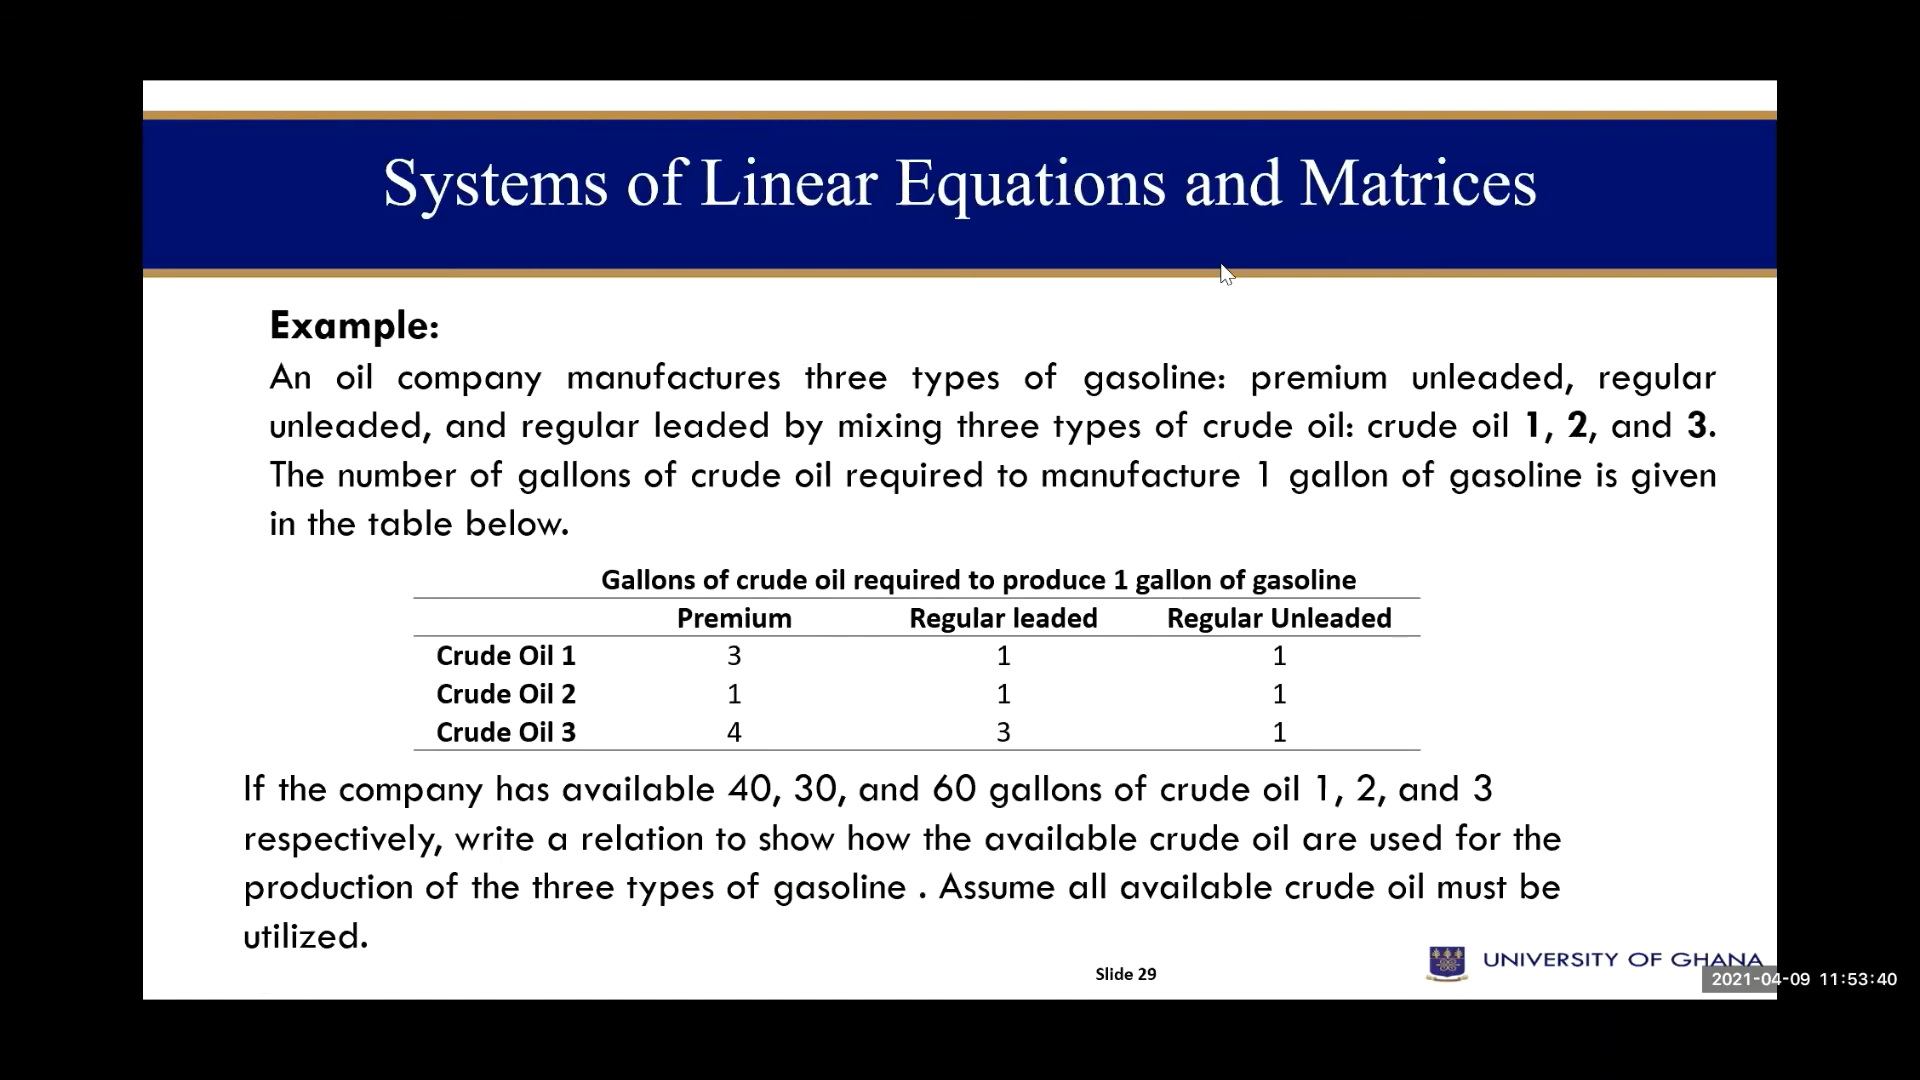 Systems of Linear Equations and Matrices
Example:
An oil company manufactures three types of gasoline: premium unleaded, regular
unleaded, and regular leaded by mixing three types of crude oil: crude oil 1, 2, and 3.
The number of gallons of crude oil required to manufacture 1 gallon of gasoline is given
in the table below.
Gallons of crude oil required to produce 1 gallon of gasoline
Premium Regular leaded Regular Unleaded
Crude Oil 1 3 1 1
Crude Oil 2 1 1 1
Crude Oil 3 4 3 1
If the company has available 40, 30, and 60 gallons of crude oil 1, 2, and 3
respectively, write a relation to show how the available crude oil are used for the
production of the three types of gasoline . Assume all available crude oil must be
utilized.
Slide 29
UNIVERSITY OF GHANA
2021-04-09 11:53:40